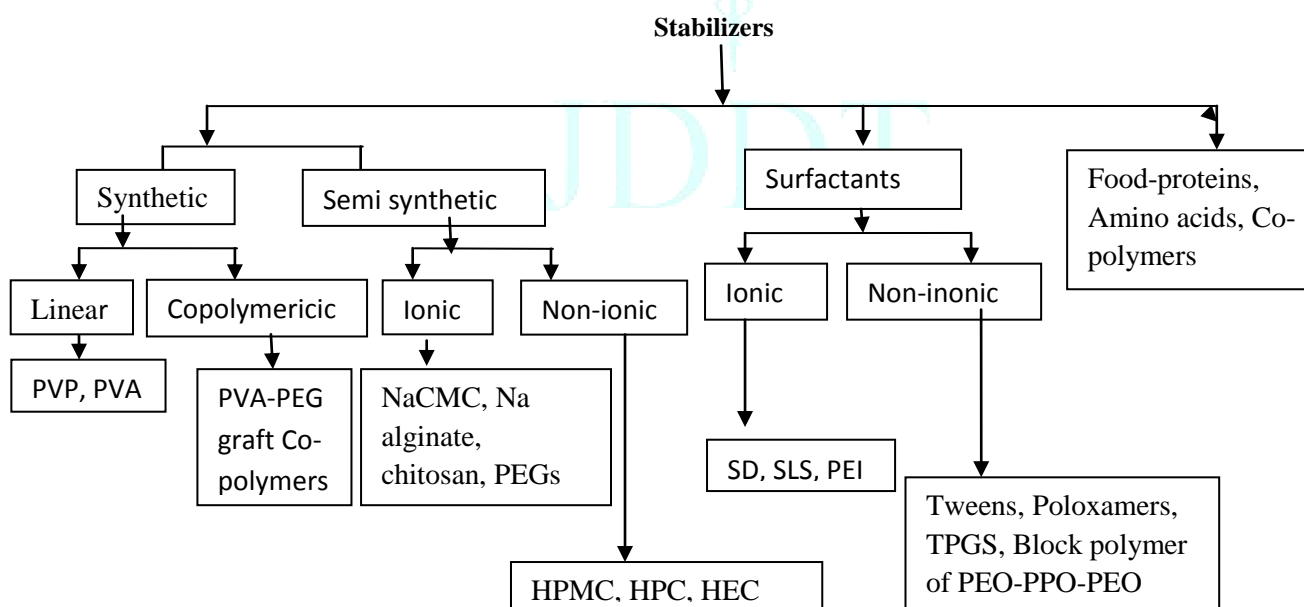 Stabilizers
JDDT
Synthetic
Semi synthetic
Surfactants
Food-proteins,
Amino acids, Co-
polymers
Linear
Copolymericic
Ionic
Non-ionic
Ionic
Non-inonic
PVP, PVA
PVA-PEG
graft Co-
polymers
NaCMC, Na
alginate,
chitosan, PEGs
SD, SLS, PEI
Tweens, Poloxamers,
TPGS, Block polymer
of PEO-PPO-PEO
HPMC, HPC, HEC